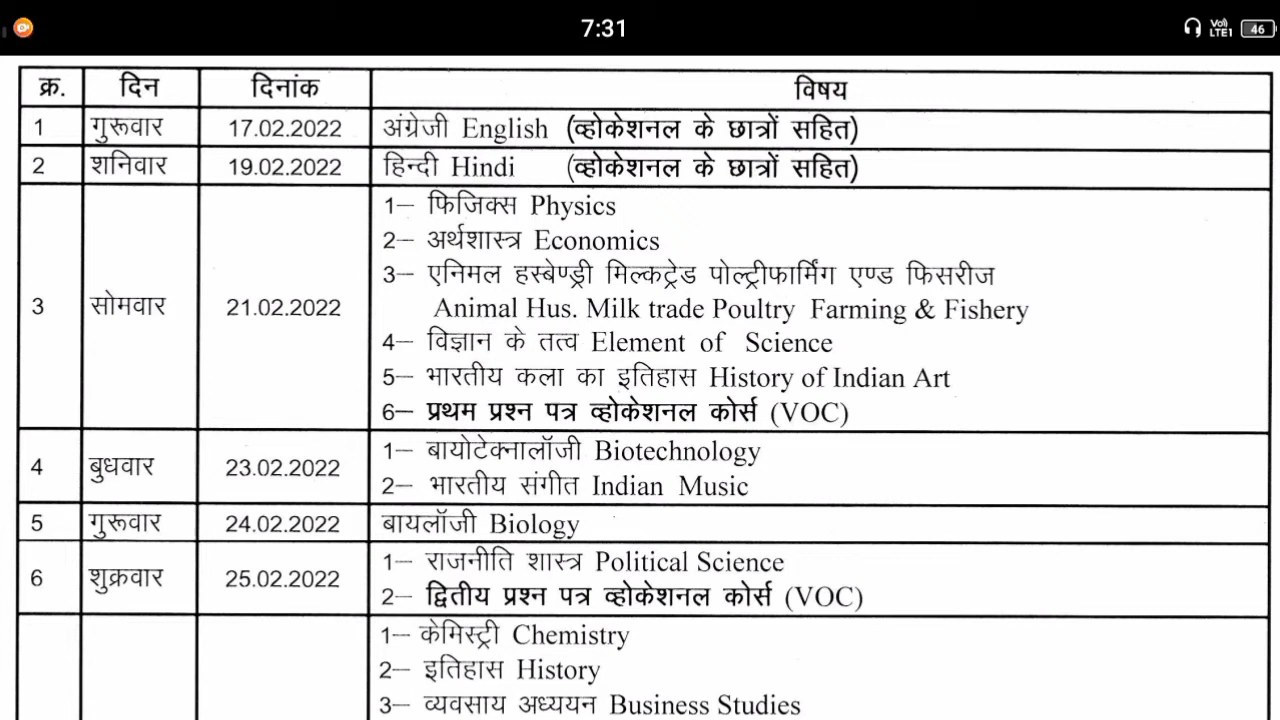 7:31
Vo) LTE1 46
क्र. दिन दिनांक विषय
1 गुरूवार 17.02.2022 अंग्रेजी English (व्होकेशनल के छात्रों सहित)
2 शनिवार 19.02.2022 हिन्दी Hindi (व्होकेशनल के छात्रों सहित)
3 सोमवार 21.02.2022
1– फिजिक्स Physics
2– अर्थशास्त्र Economics
3– एनिमल हस्बेण्ड्री मिल्कट्रेड पोल्ट्रीफार्मिंग एण्ड फिसरीज
Animal Hus. Milk trade Poultry Farming & Fishery
4– विज्ञान के तत्व Element of Science
5– भारतीय कला का इतिहास History of Indian Art
6– प्रथम प्रश्न पत्र व्होकेशनल कोर्स (VOC)
4 बुधवार 23.02.2022
1– बायोटेक्नालॉजी Biotechnology
2– भारतीय संगीत Indian Music
5 गुरूवार 24.02.2022 बायलॉजी Biology
6 शुक्रवार 25.02.2022
1– राजनीति शास्त्र Political Science
2– द्वितीय प्रश्न पत्र व्होकेशनल कोर्स (VOC)
1– केमिस्ट्री Chemistry
2– इतिहास History
3– व्यवसाय अध्ययन Business Studies